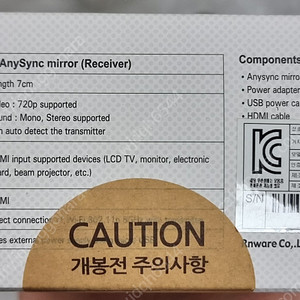 AnySync mirror (Receiver)
ngth 7cm
deo : 720p supported
und : Mono, Stereo supported
n auto detect the transmitter
MI input supported devices (LCD TV, monitor, electronic
ard, beam projector, etc.)
MI
ect connection
es external
CAUTION
개봉전 주의사항
Components
• Anysync mirror
• Power adapter
• USB power ca
• HDMI cable
S/N
Rnware Co.,L